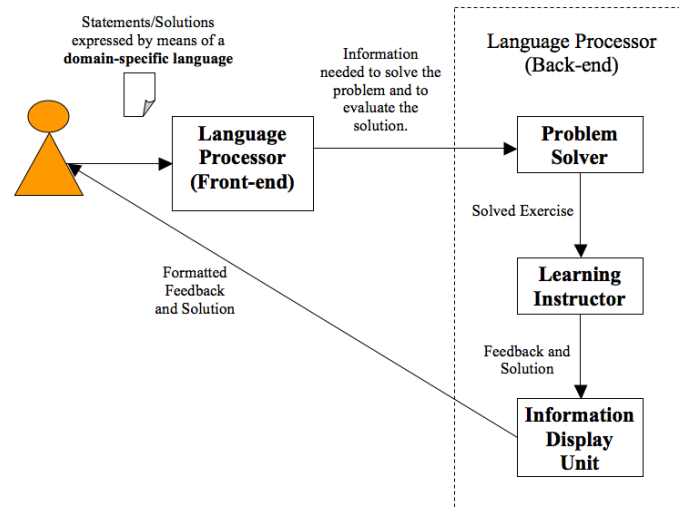 Statements/Solutions
expressed by means of a
domain-specific language
Information
needed to solve the
problem and to
evaluate the
solution.
Language Processor
(Back-end)
Language
Processor
(Front-end)
Problem
Solver
Solved Exercise
Learning
Instructor
Formatted
Feedback
and Solution
Feedback and
Solution
Information
Display
Unit